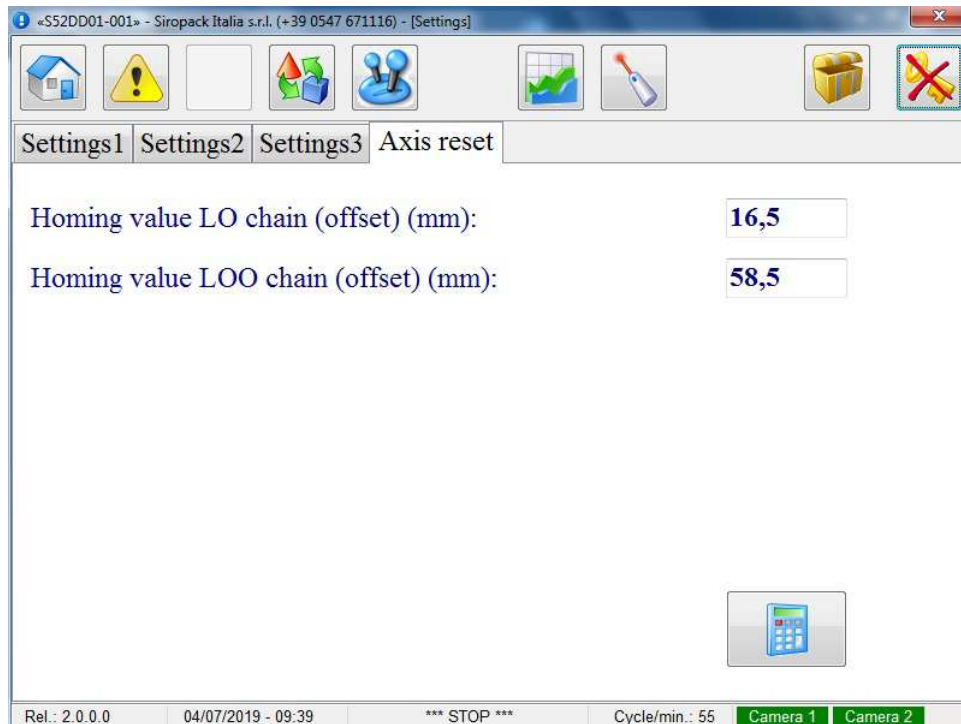 «S52DD01-001» - Siropack Italia s.r.l. (+39 0547 671116) - [Settings]
Settings1 Settings2 Settings3 Axis reset
Homing value LO chain (offset) (mm): 16,5
Homing value LOO chain (offset) (mm): 58,5
Rel.: 2.0.0.0 04/07/2019 - 09:39 *** STOP *** Cycle/min.: 55 Camera 1 Camera 2